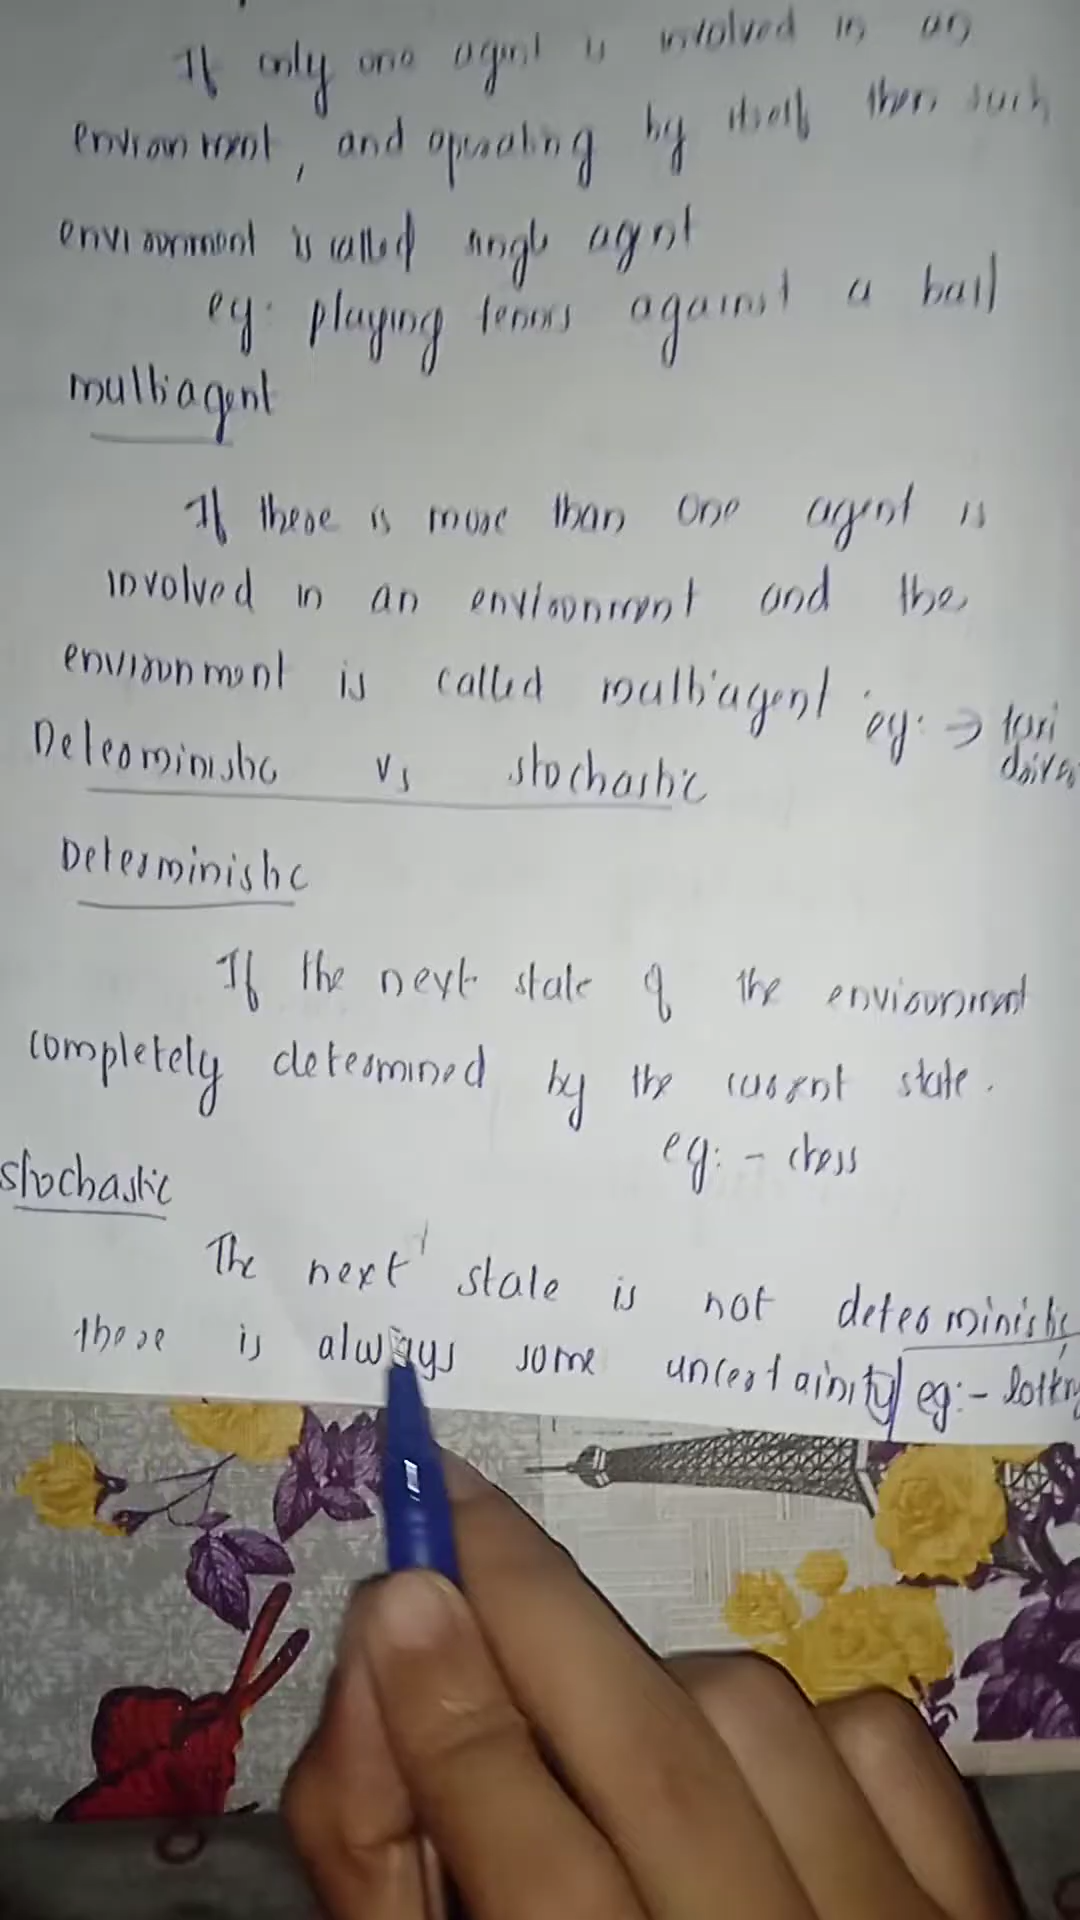 If only one agent is involved in an
environment, and operating by itself then such
environment is called single agent
eg: playing tennis against a ball
multiagent
If there is more than one agent is
involved in an environment and the
environment is called multiagent eg: → taxi
driver
Deterministic vs stochastic
Deterministic
If the next state of the environment
completely determined by the current state.
eg: - chess
stochastic
The next state is not deterministic,
there is always some uncertainity eg:- lottery